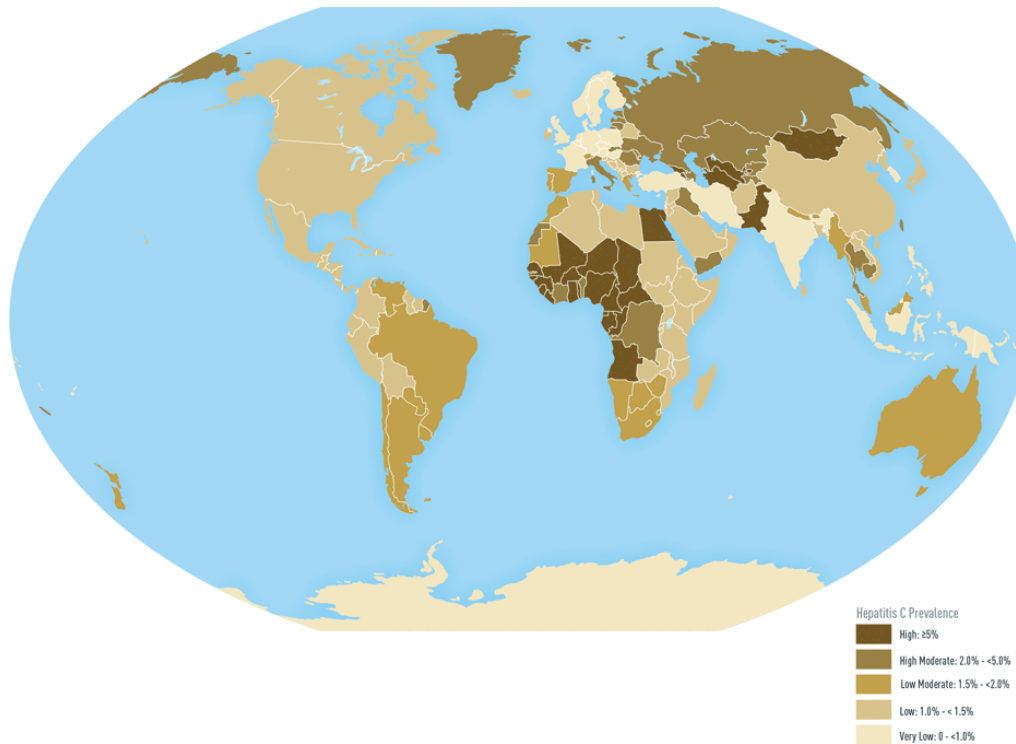 Hepatitis C Prevalence
High: ≥5%
High Moderate: 2.0% - <5.0%
Low Moderate: 1.5% - <2.0%
Low: 1.0% - < 1.5%
Very Low: 0 - <1.0%